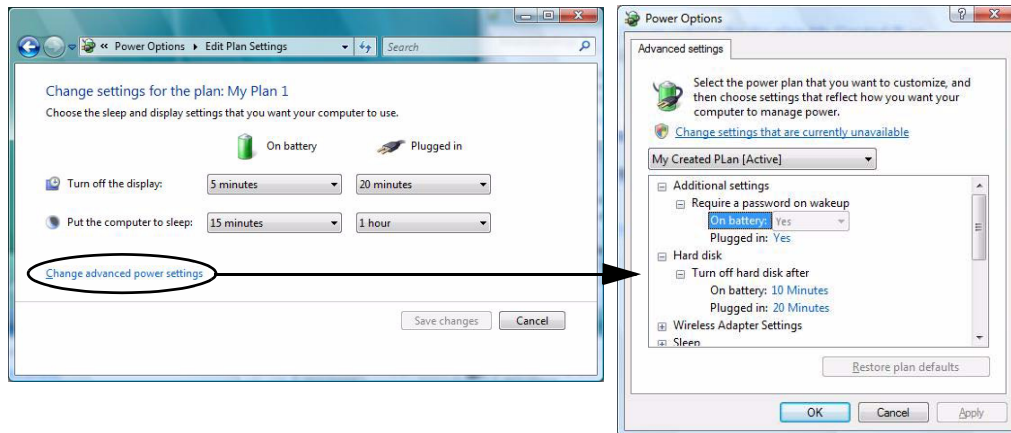 « Power Options ▸ Edit Plan Settings
Search
Change settings for the plan: My Plan 1
Choose the sleep and display settings that you want your computer to use.
On battery Plugged in
Turn off the display: 5 minutes 20 minutes
Put the computer to sleep: 15 minutes 1 hour
Change advanced power settings
Save changes Cancel
Power Options
Advanced settings
Select the power plan that you want to customize, and
then choose settings that reflect how you want your
computer to manage power.
Change settings that are currently unavailable
My Created PLan [Active]
Additional settings
Require a password on wakeup
On battery: Yes
Plugged in: Yes
Hard disk
Turn off hard disk after
On battery: 10 Minutes
Plugged in: 20 Minutes
Wireless Adapter Settings
Sleep
Restore plan defaults
OK Cancel Apply